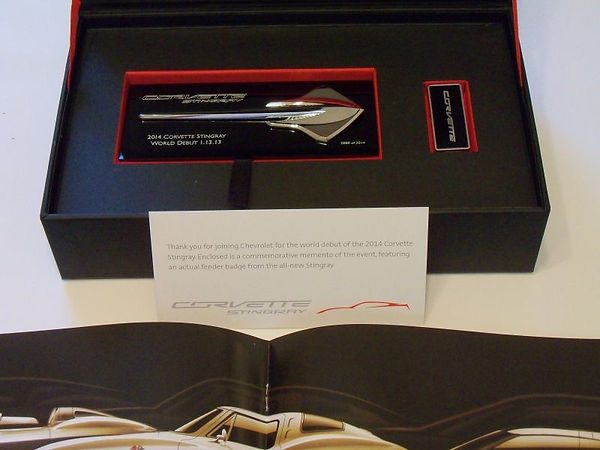 CORVETTE
STINGRAY
2014 CORVETTE STINGRAY
WORLD DEBUT 1.13.13
CORVETTE
Thank you for joining Chevrolet for the world debut of the 2014 Corvette
Stingray. Enclosed is a commemorative memento of the event, featuring
an actual fender badge from the all-new Stingray.
CORVETTE
STINGRAY